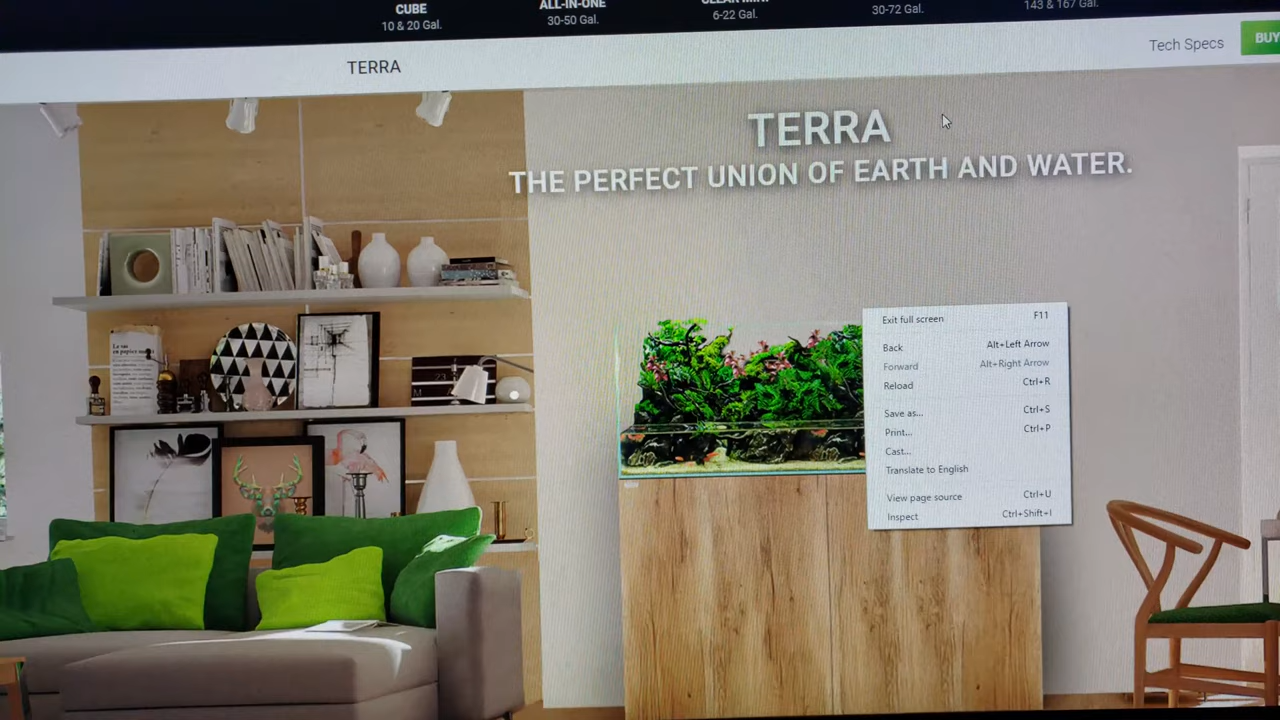 CUBE
10 & 20 Gal.
ALL-IN-ONE
30-50 Gal.
6-22 Gal.
30-72 Gal.
143 & 167 Gal.
TERRA
Tech Specs
BUY
TERRA
THE PERFECT UNION OF EARTH AND WATER.
Exit full screen F11
Back Alt+Left Arrow
Forward Alt+Right Arrow
Reload Ctrl+R
Save as... Ctrl+S
Print... Ctrl+P
Cast...
Translate to English
View page source Ctrl+U
Inspect Ctrl+Shift+I